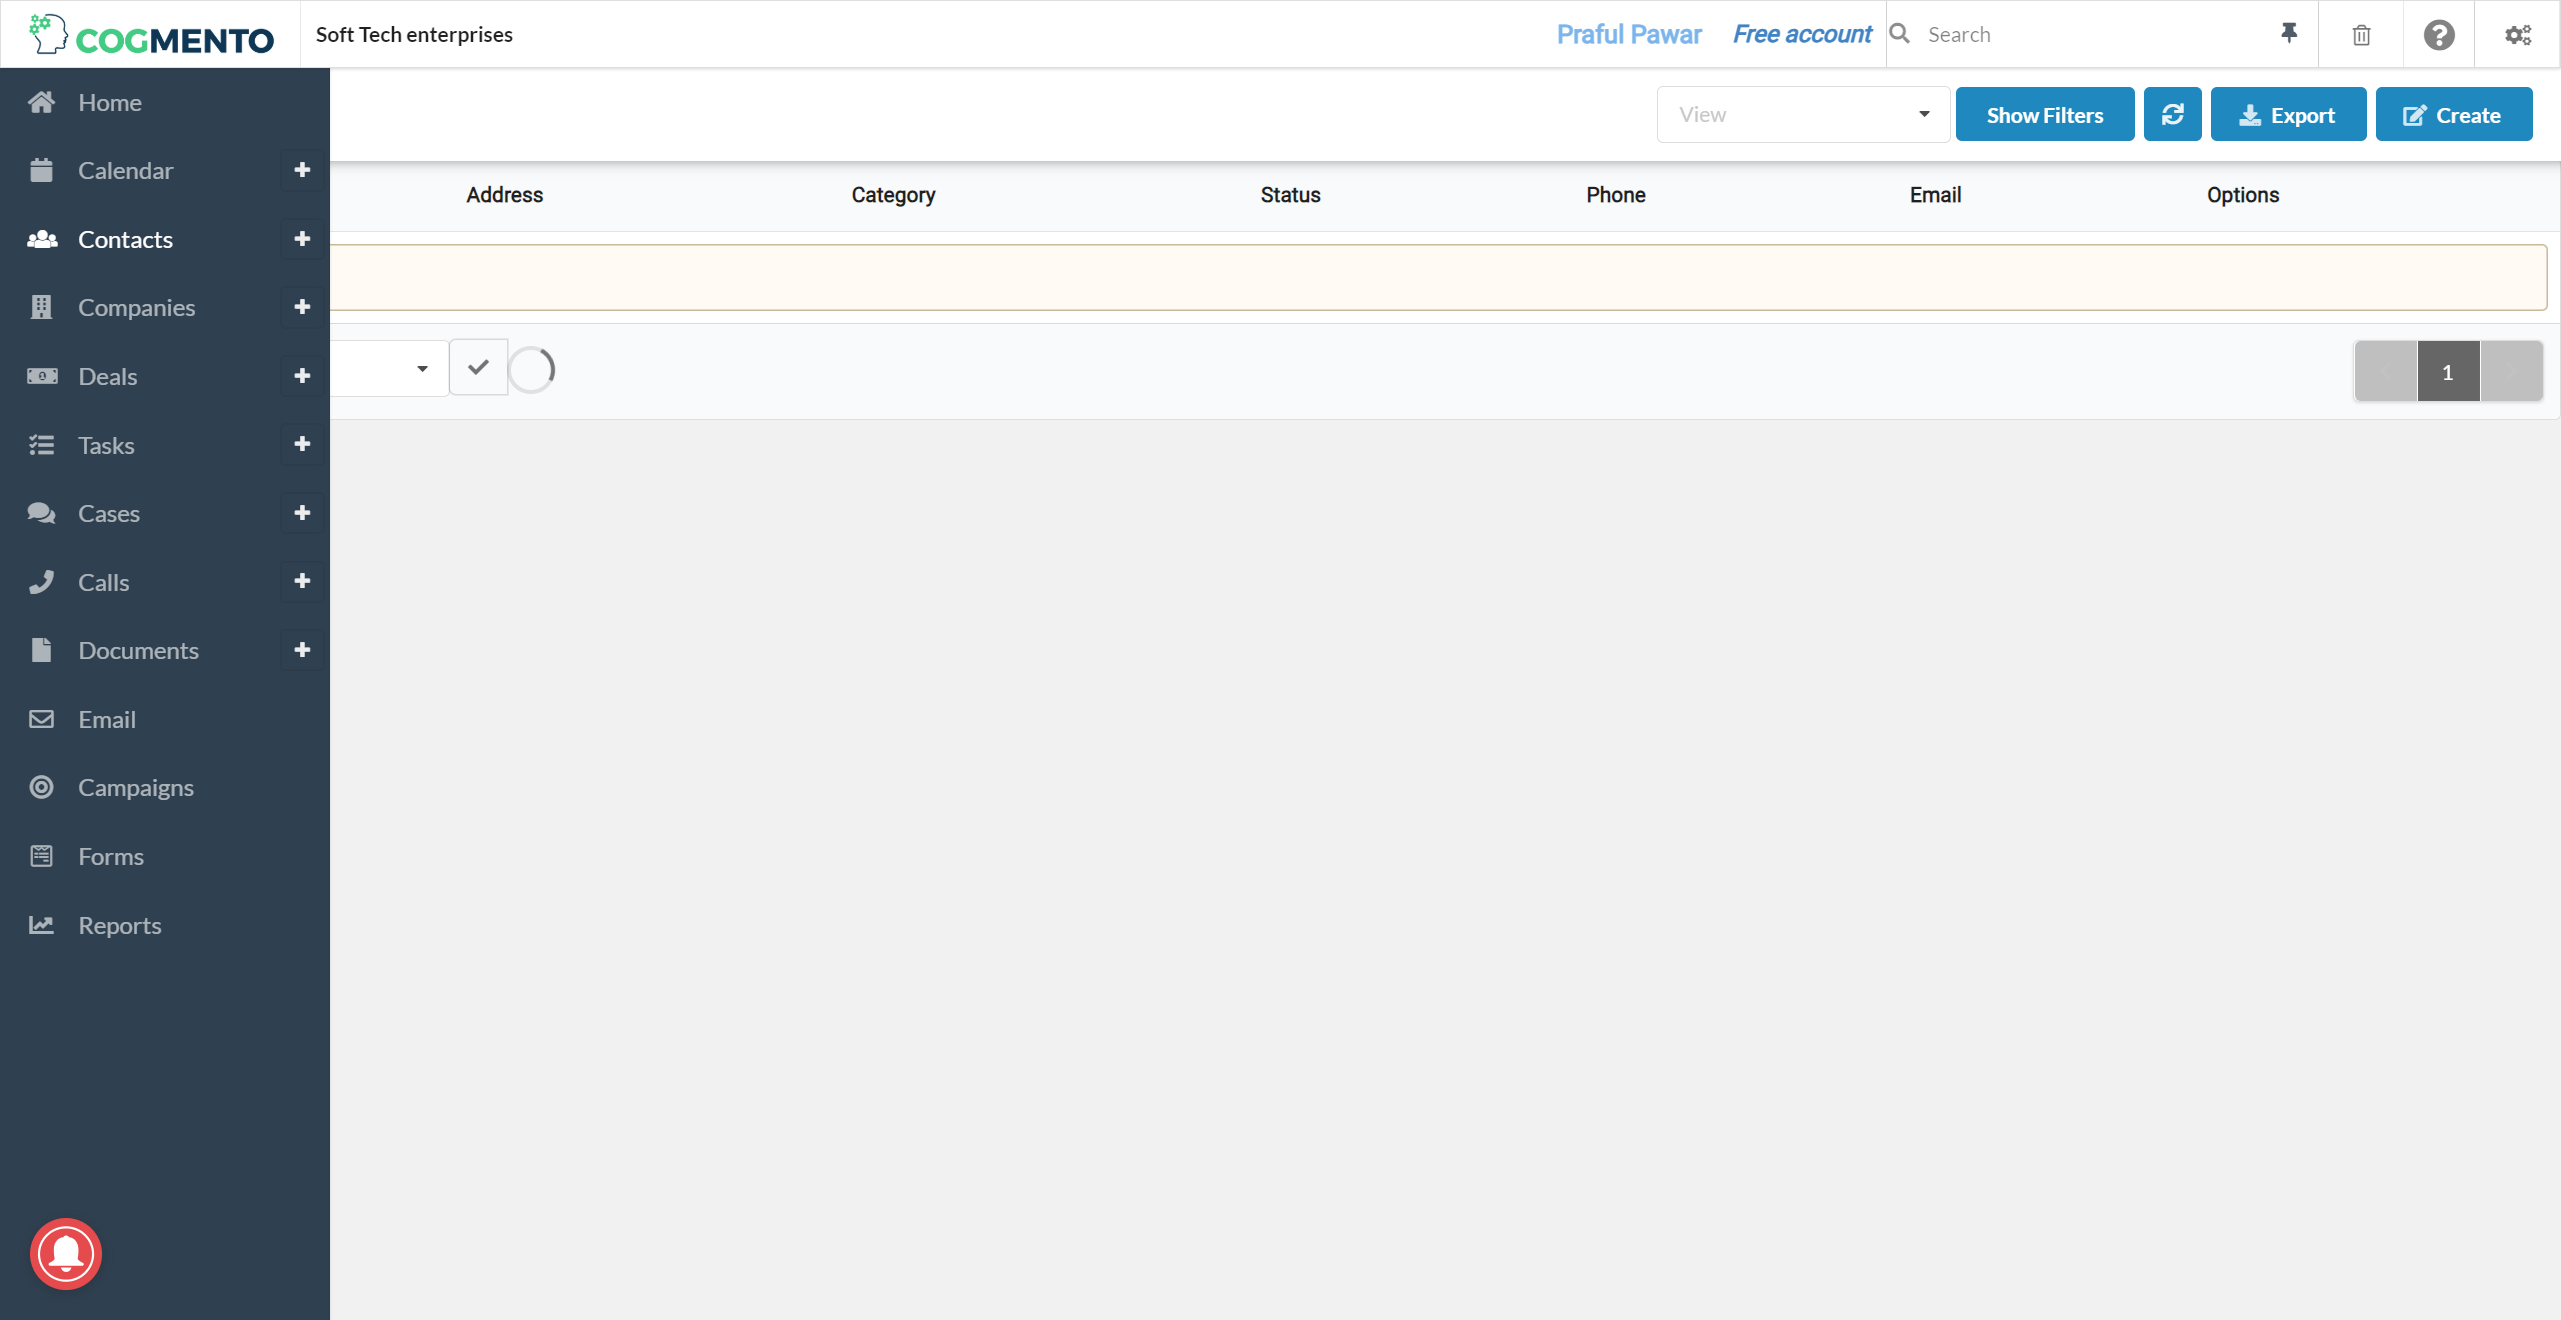 COGMENTO
Soft Tech enterprises
Praful Pawar
Free account
Search
Home
Calendar
Contacts
Companies
Deals
Tasks
Cases
Calls
Documents
Email
Campaigns
Forms
Reports
View
Show Filters
Export
Create
Address
Category
Status
Phone
Email
Options
1